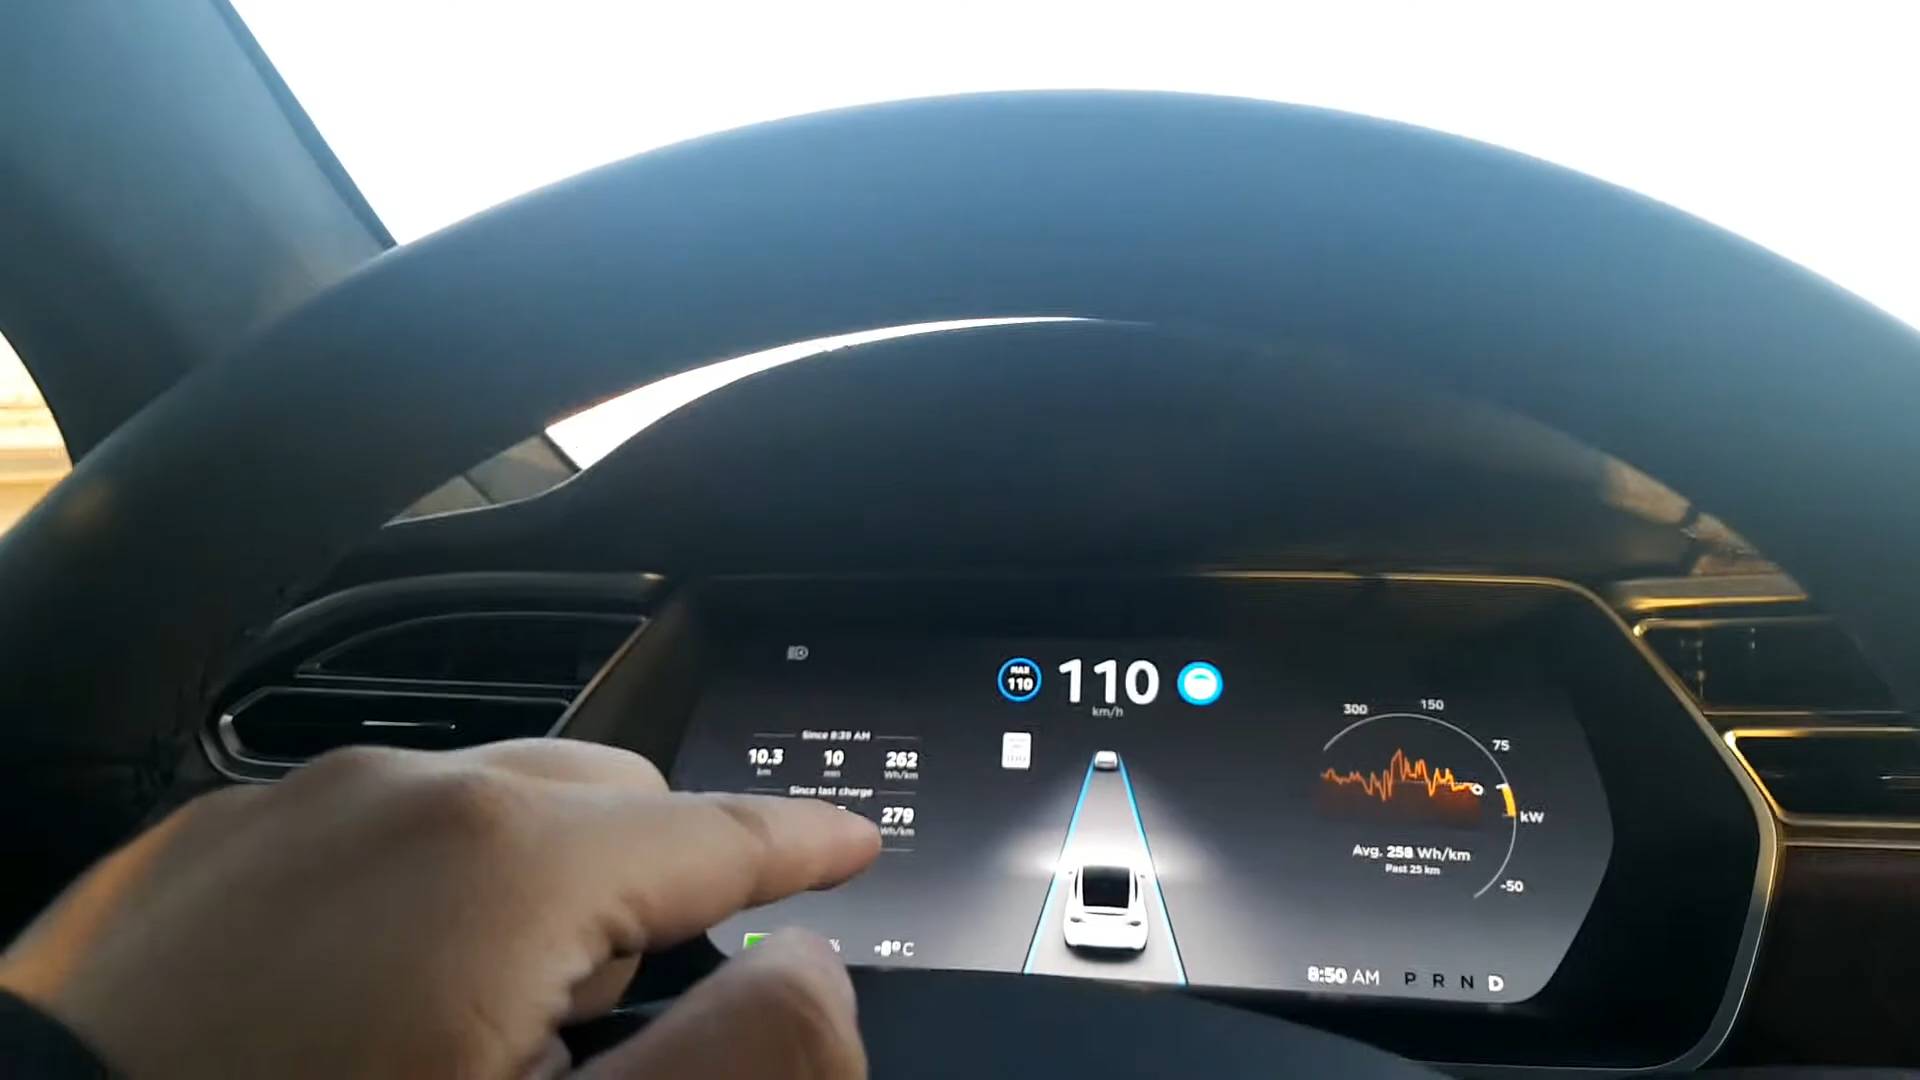 MAX
110
110
km/h
Since 8:39 AM
10.3 10 262
km min Wh/km
Since last charge
279
Wh/km
300 150
75
kW
-50
Avg. 258 Wh/km
Past 25 km
% -8°C
8:50 AM P R N D